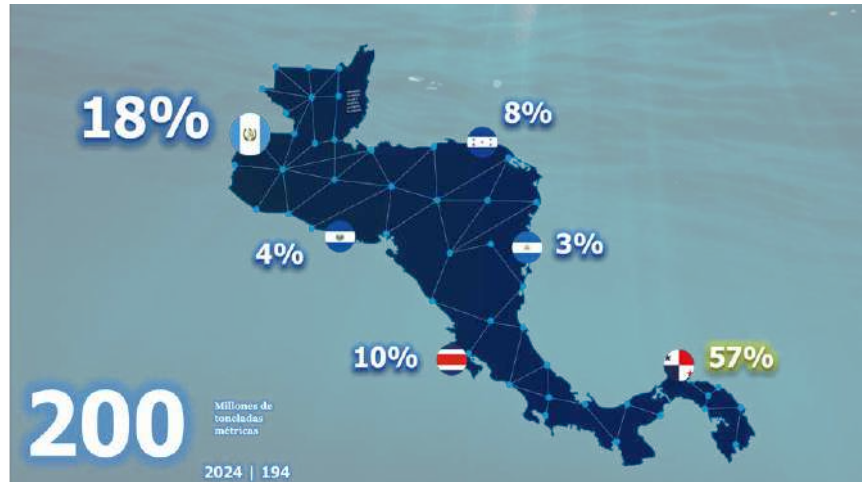 18%
8%
4%
3%
10%
57%
200
Millones de
toneladas
métricas
2024 | 194